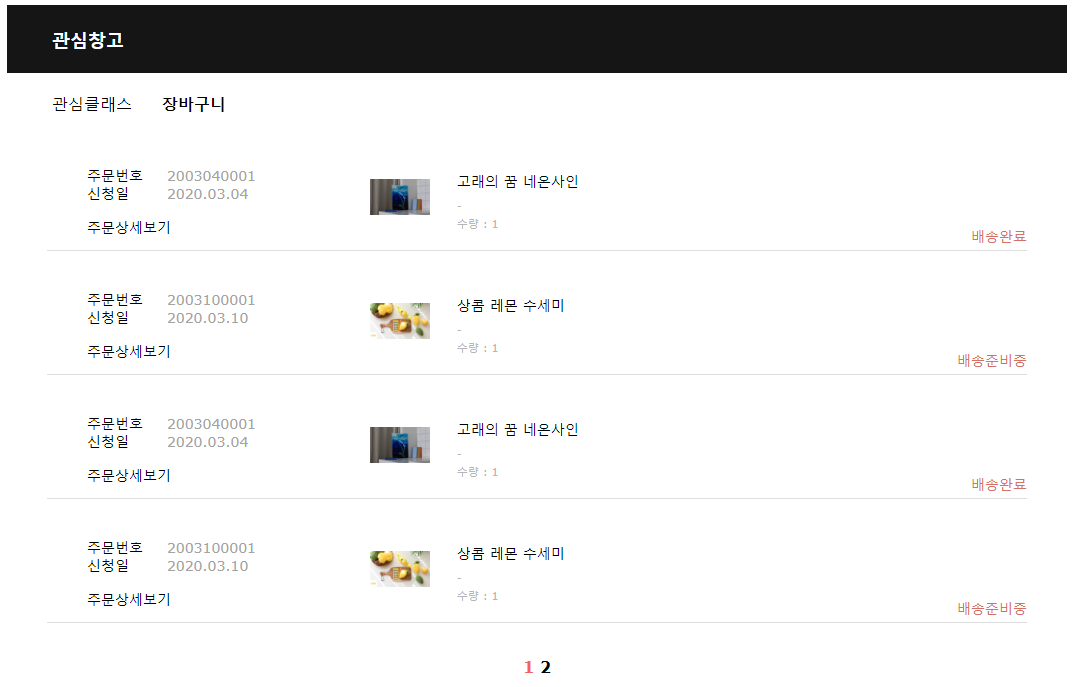 관심창고
관심클래스 장바구니
주문번호 2003040001
신청일 2020.03.04
주문상세보기
고래의 꿈 네온사인
-
수량 : 1
배송완료
주문번호 2003100001
신청일 2020.03.10
주문상세보기
상콤 레몬 수세미
-
수량 : 1
배송준비중
주문번호 2003040001
신청일 2020.03.04
주문상세보기
고래의 꿈 네온사인
-
수량 : 1
배송완료
주문번호 2003100001
신청일 2020.03.10
주문상세보기
상콤 레몬 수세미
-
수량 : 1
배송준비중
1 2